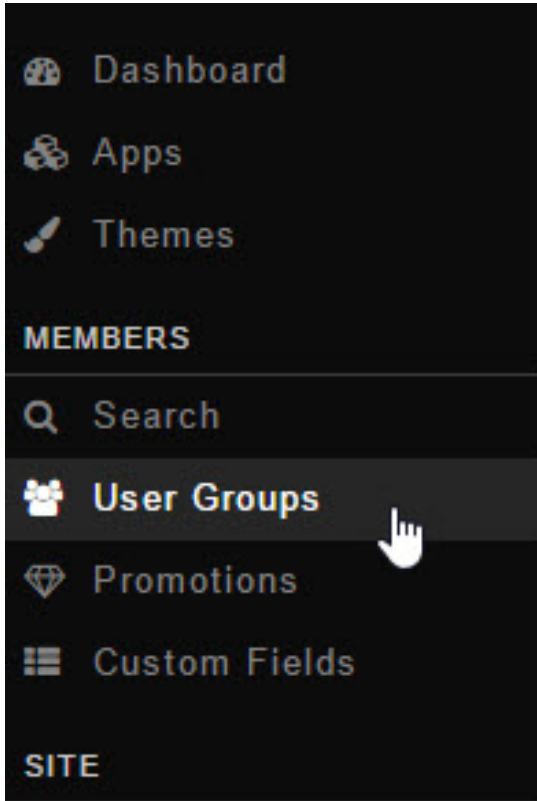 Dashboard
Apps
Themes
MEMBERS
Search
User Groups
Promotions
Custom Fields
SITE